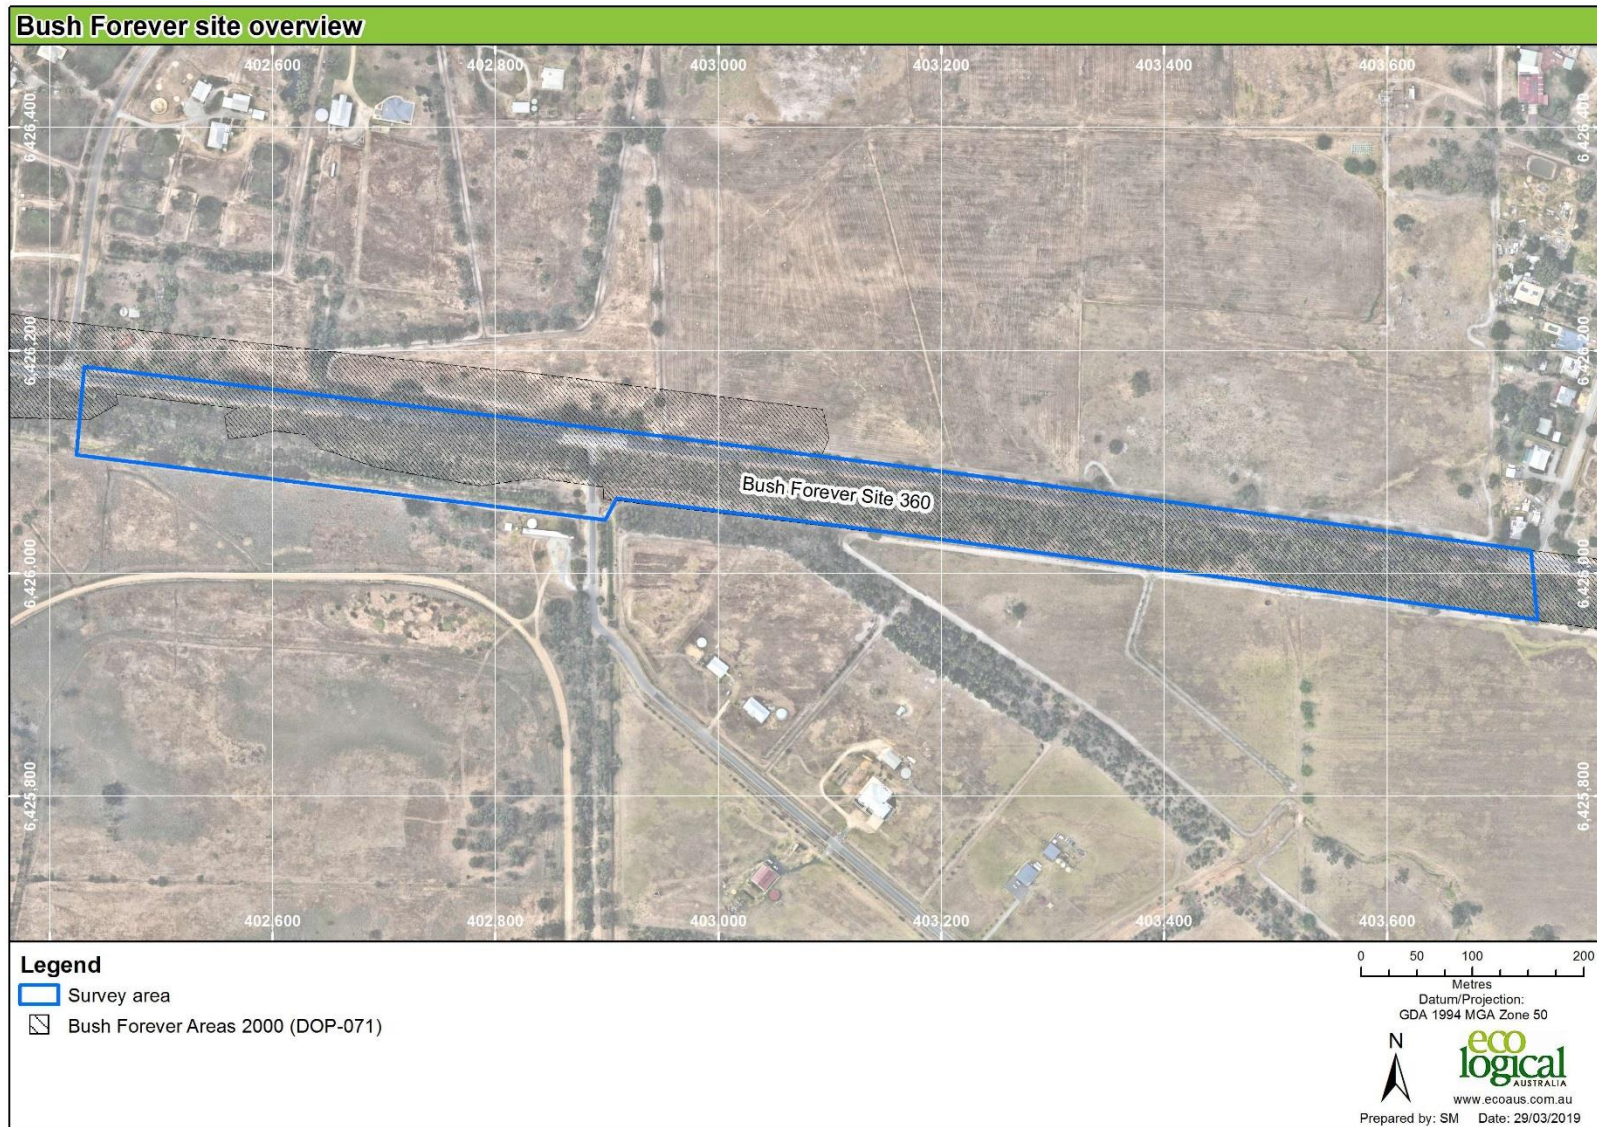 Bush Forever site overview
402,600 402,800 403,000 403,200 403,400 403,600
6,426,400 6,426,400
6,426,200 6,426,200
Bush Forever Site 360
6,426,000 6,426,000
6,425,800 6,425,800
402,600 402,800 403,000 403,200 403,400 403,600
Legend
Survey area
Bush Forever Areas 2000 (DOP-071)
0 50 100 200
Metres
Datum/Projection:
GDA 1994 MGA Zone 50
N
eco
logical
AUSTRALIA
www.ecoaus.com.au
Prepared by: SM Date: 29/03/2019